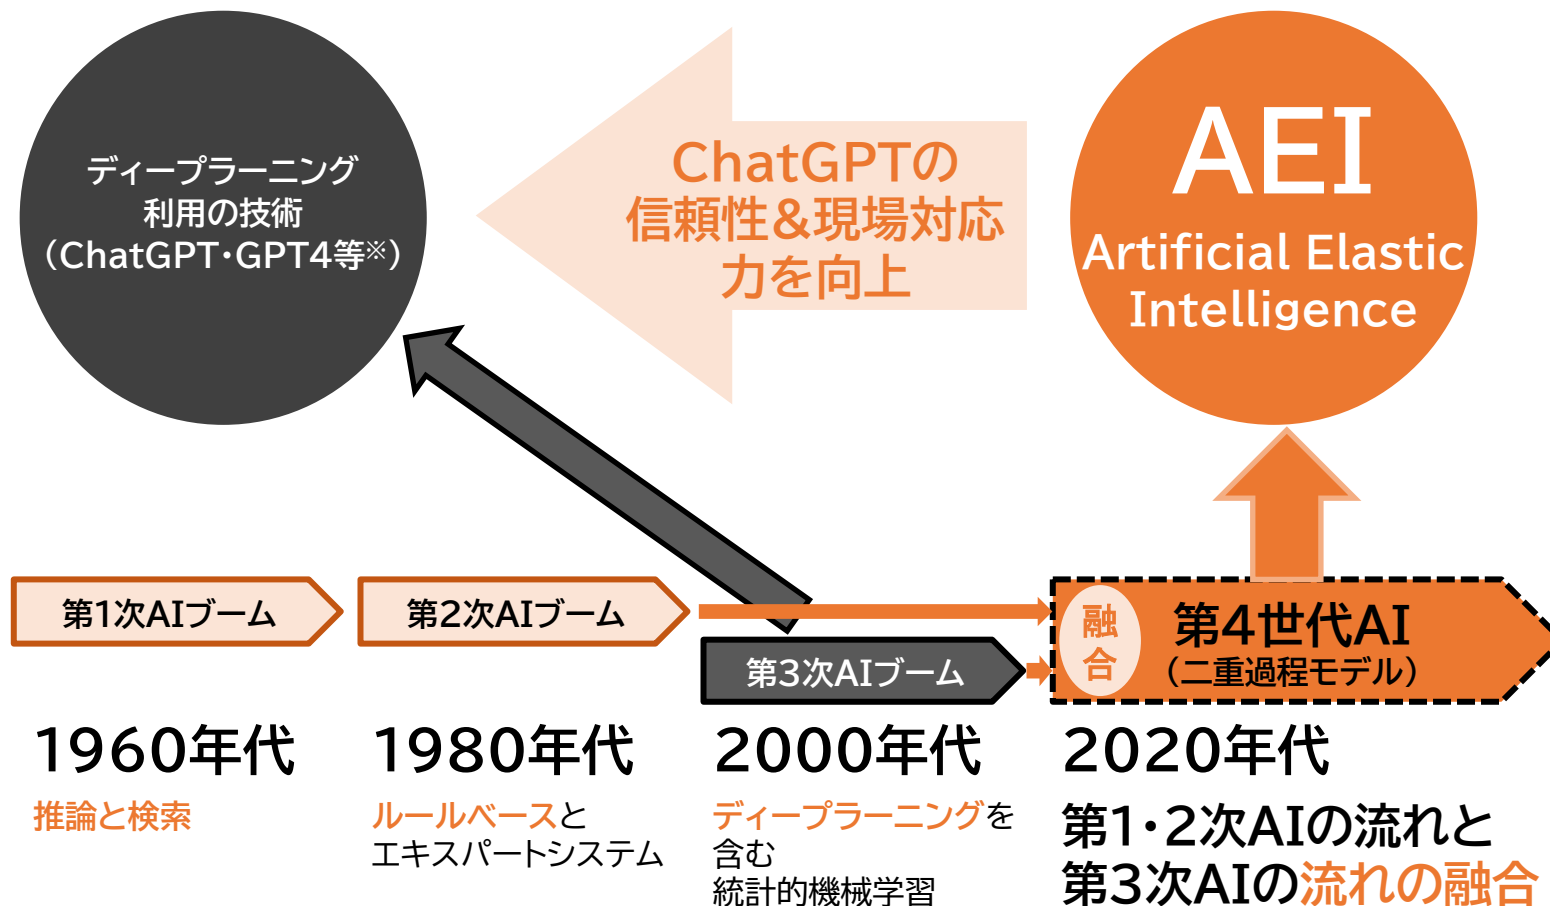 ディープラーニング
利用の技術
（ChatGPT・GPT4等※）
ChatGPTの
信頼性&現場対応
力を向上
AEI
Artificial Elastic
Intelligence
第1次AIブーム
第2次AIブーム
第3次AIブーム
融
合
第4世代AI
（二重過程モデル）
1960年代
推論と検索
1980年代
ルールベースと
エキスパートシステム
2000年代
ディープラーニングを
含む
統計的機械学習
2020年代
第1・2次AIの流れと
第3次AIの流れの融合